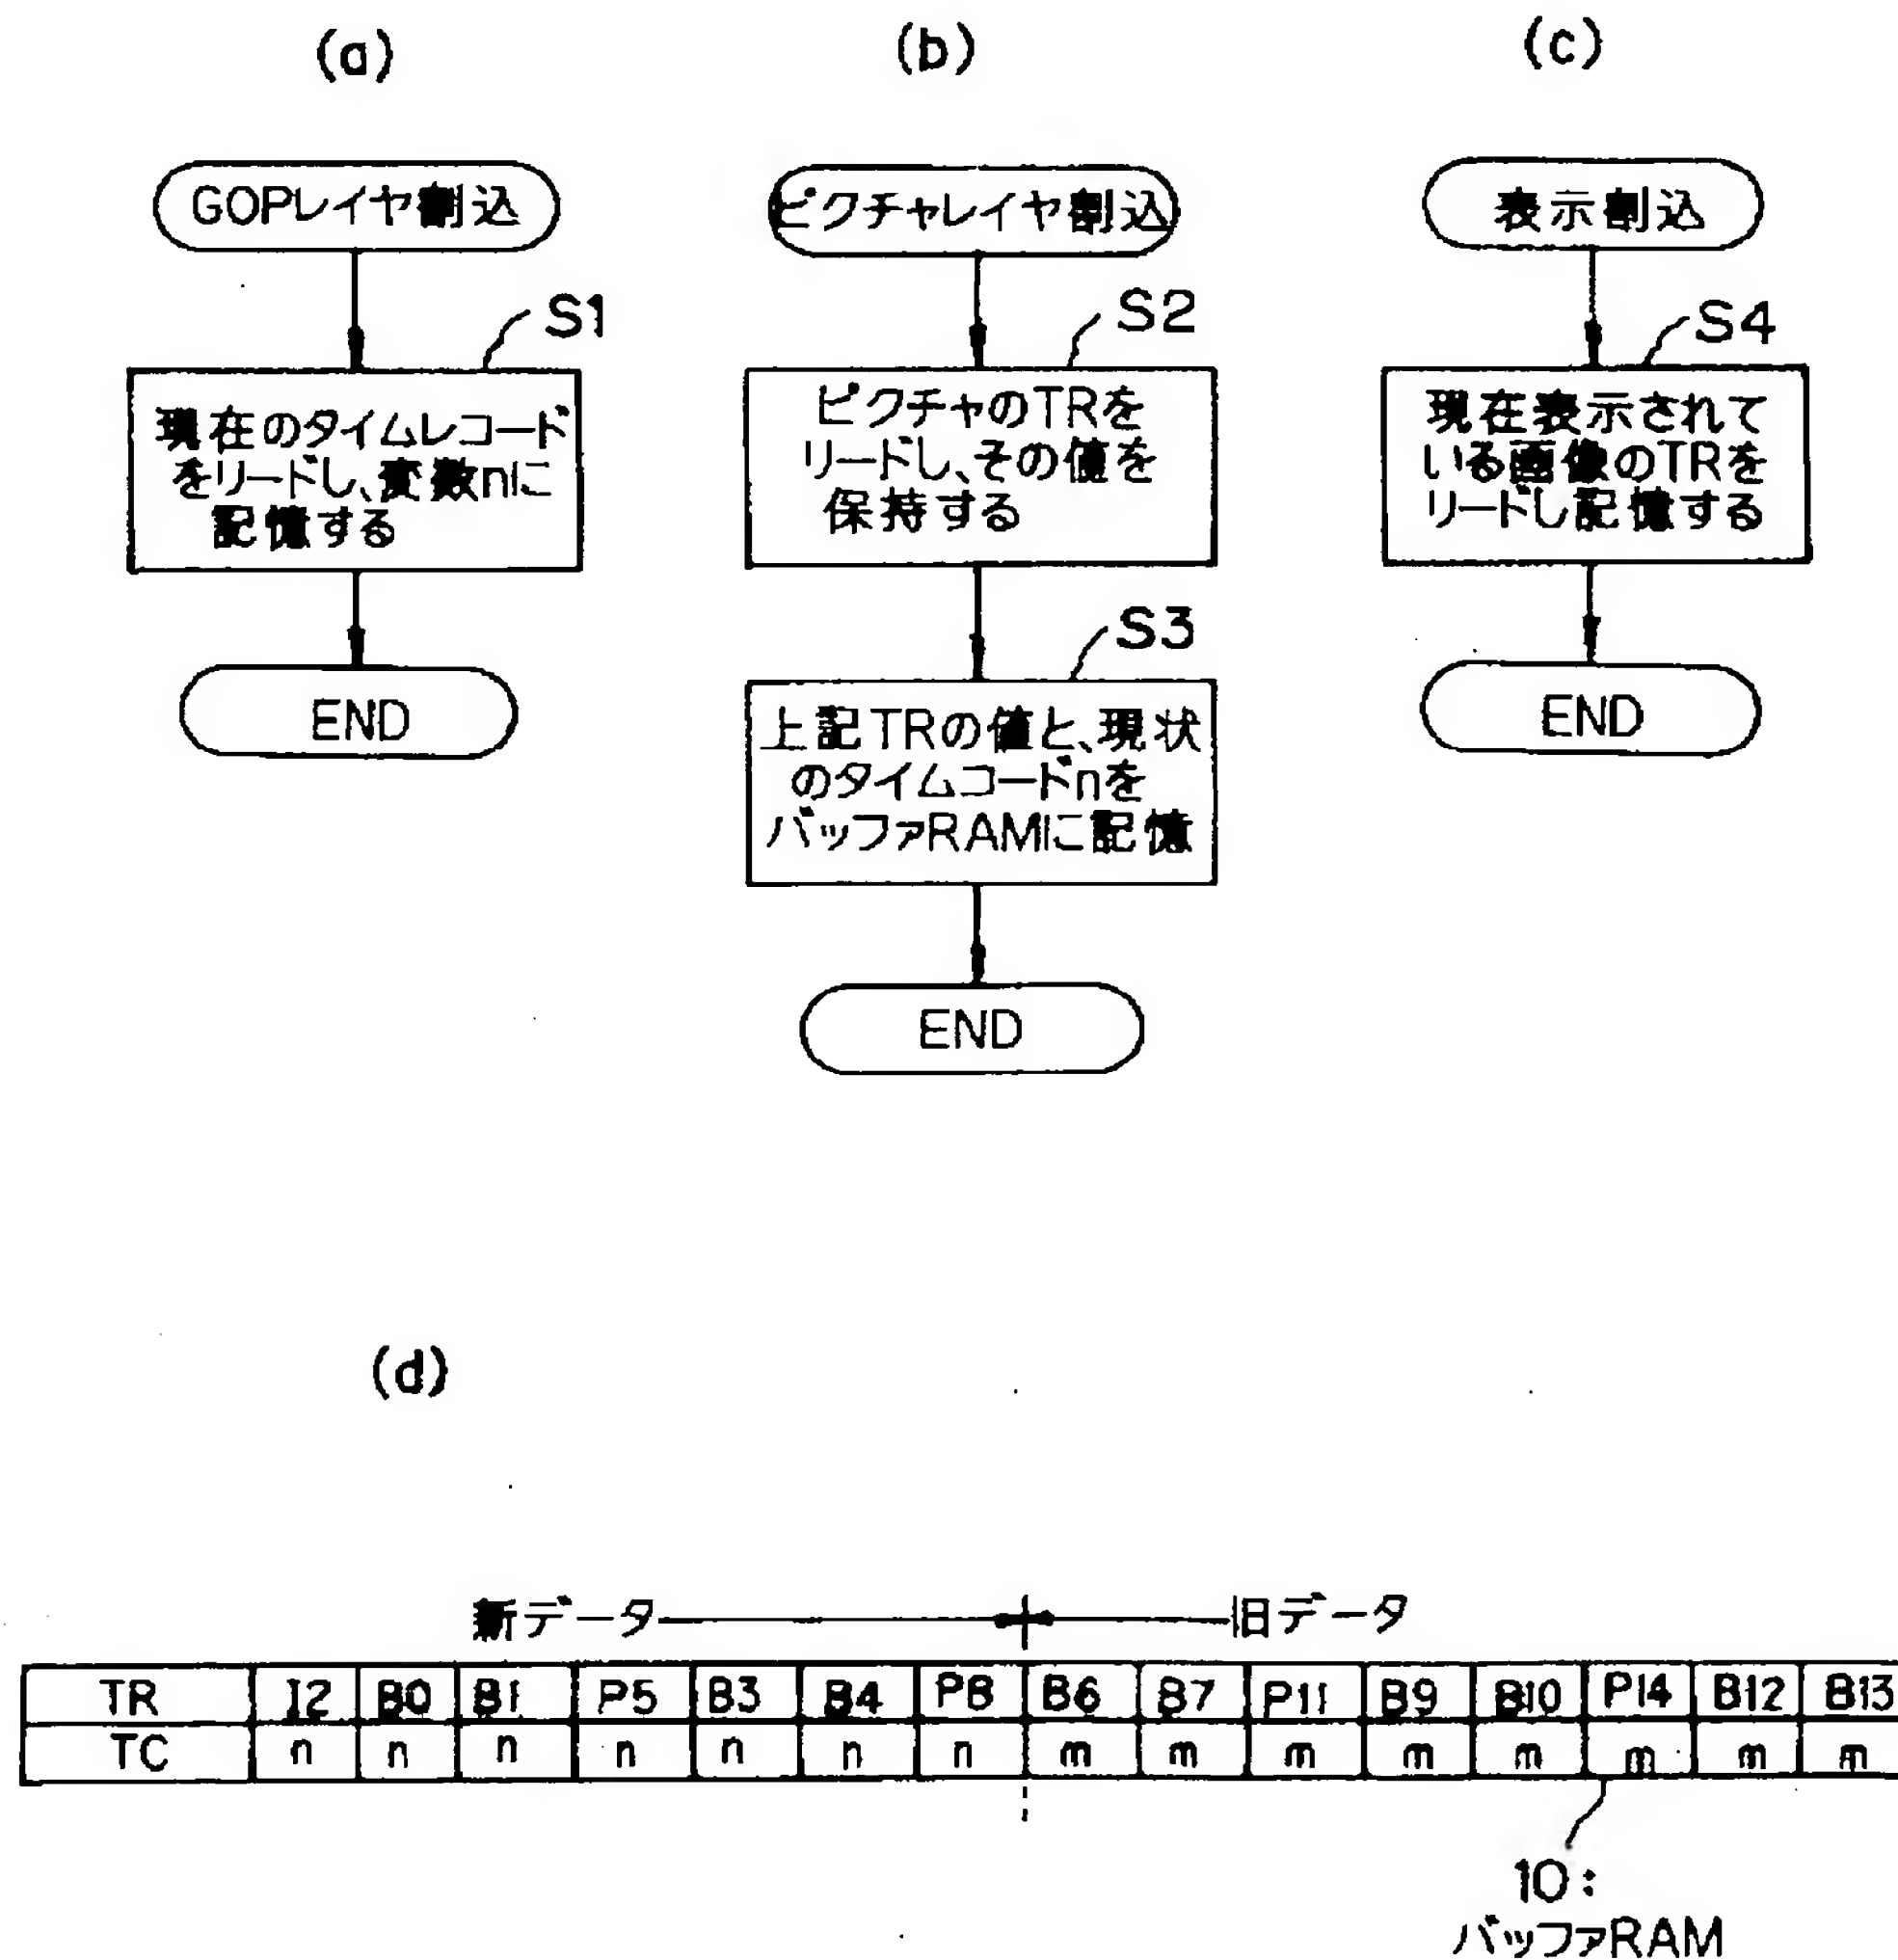 (a)
GOPレイヤ割込
S1
現在のタイムレコード
をリードし、変数nに
記憶する
END
(b)
ピクチャレイヤ割込
S2
ピクチャのTRを
リードし、その値を
保持する
S3
上記TRの値と、現状
のタイムコードnを
バッファRAMに記憶
END
(c)
表示割込
S4
現在表示されて
いる画像のTRを
リードし記憶する
END
(d)
新データ 旧データ
TR I2 B0 B1 P5 B3 B4 P8 B6 B7 P11 B9 B10 P14 B12 B13
TC n n n n n n n m m m m m m m m
10:
バッファRAM